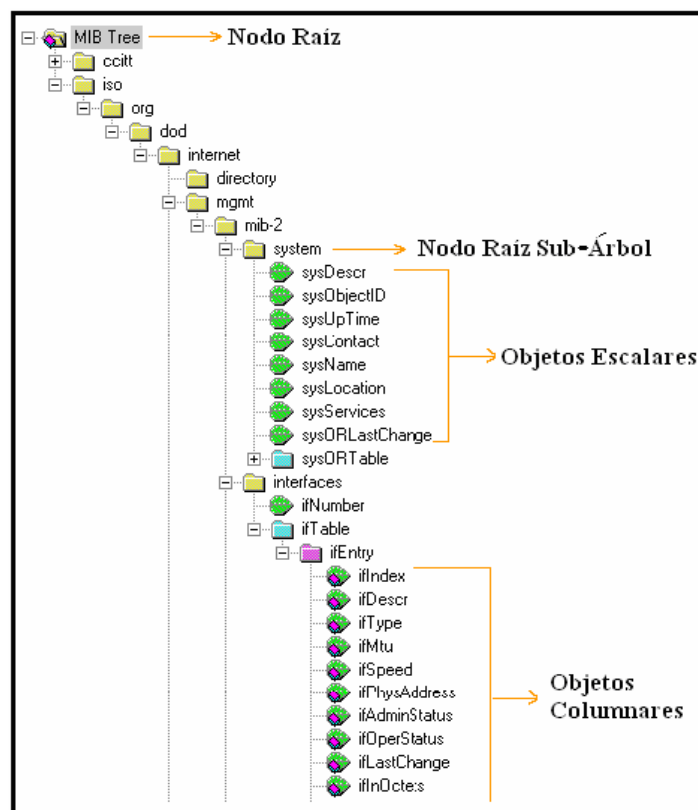 MIB Tree Nodo Raíz
ccitt
iso
org
dod
internet
directory
mgmt
mib-2
system Nodo Raíz Sub-Árbol
sysDescr
sysObjectID
sysUpTime
sysContact
sysName
sysLocation
sysServices
sysORLastChange
sysORTable
Objetos Escalares
interfaces
ifNumber
ifTable
ifEntry
ifIndex
ifDescr
ifType
ifMtu
ifSpeed
ifPhysAddress
ifAdminStatus
ifOperStatus
ifLastChange
ifInOctets
Objetos
Columnares